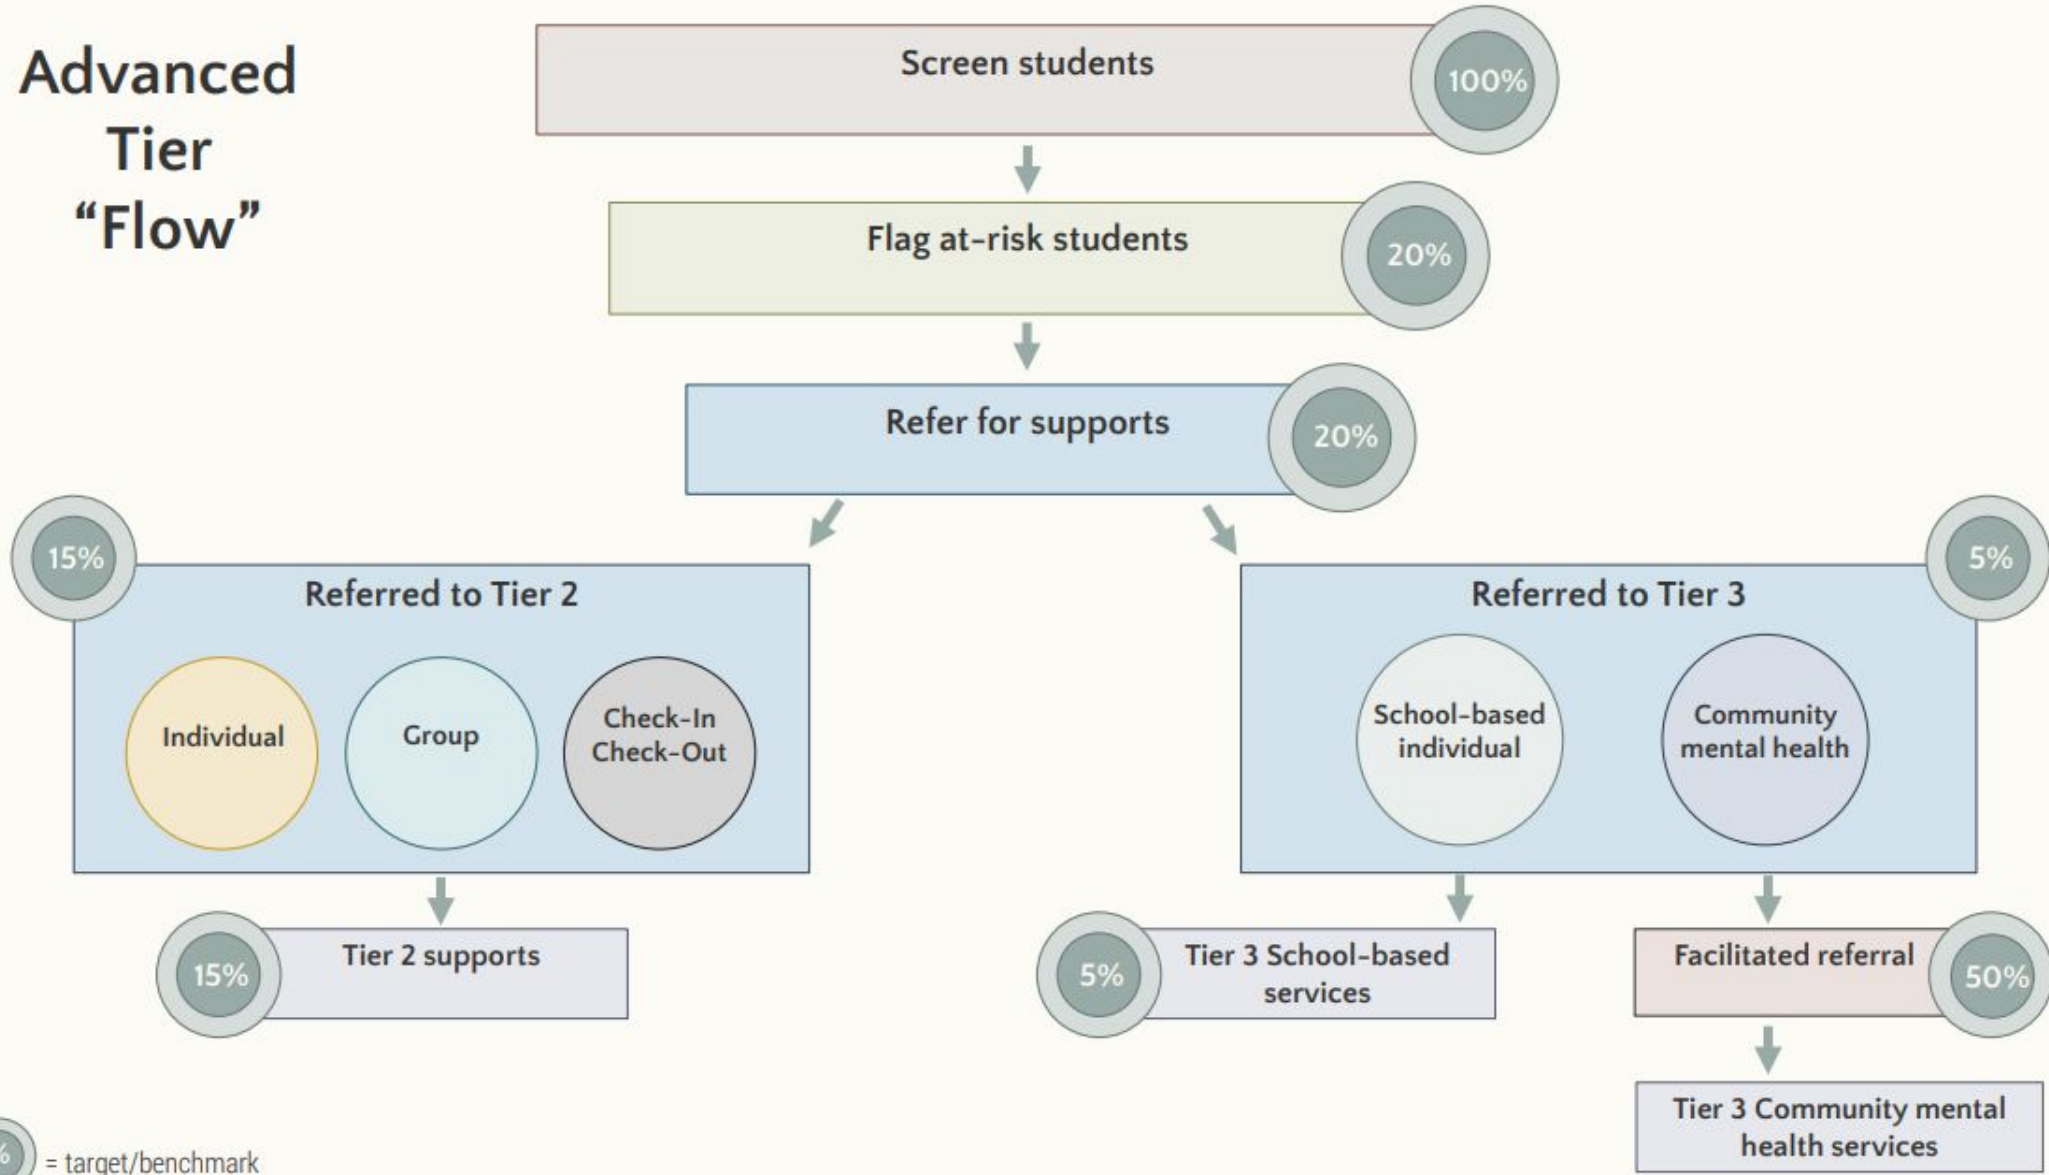 Advanced
Tier
“Flow”
Screen students
100%
Flag at-risk students
20%
Refer for supports
20%
15%
Referred to Tier 2
Individual
Group
Check-In
Check-Out
15%
Tier 2 supports
5%
Referred to Tier 3
School-based
individual
Community
mental health
5%
Tier 3 School-based
services
Facilitated referral
50%
Tier 3 Community mental
health services
% = target/benchmark